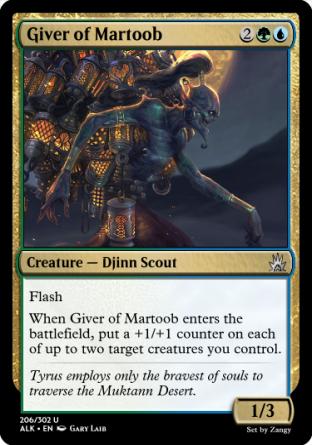 Giver of Martoob 2
Creature — Djinn Scout
Flash
When Giver of Martoob enters the
battlefield, put a +1/+1 counter on each
of up to two target creatures you control.
Tyrus employs only the bravest of souls to
traverse the Muktann Desert.
1/3
206/302 U
ALK • EN Gary Laib
Set by Zangy